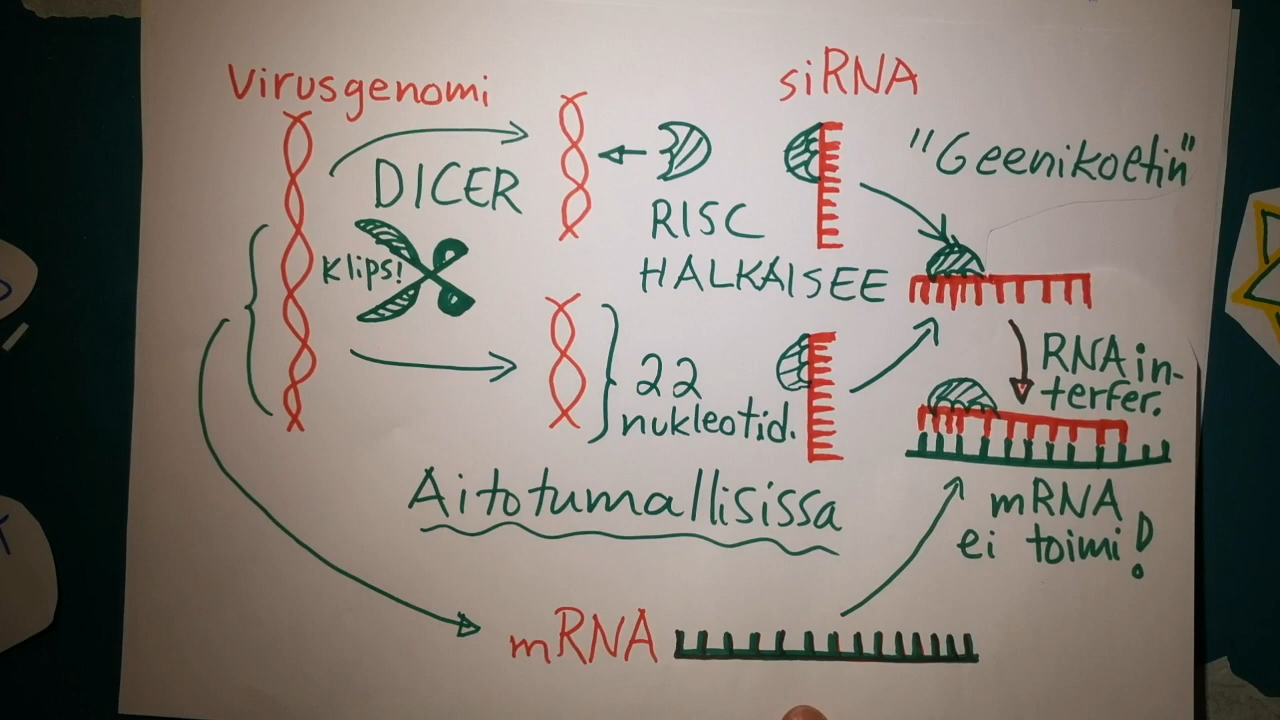 Virusgenomi
siRNA
"Geenikoetin"
DICER
Klips!
RISC
HALKAISEE
22
nukleotid.
RNA in-
terfer.
Aitotumallisissa
mRNA
ei toimi!
mRNA